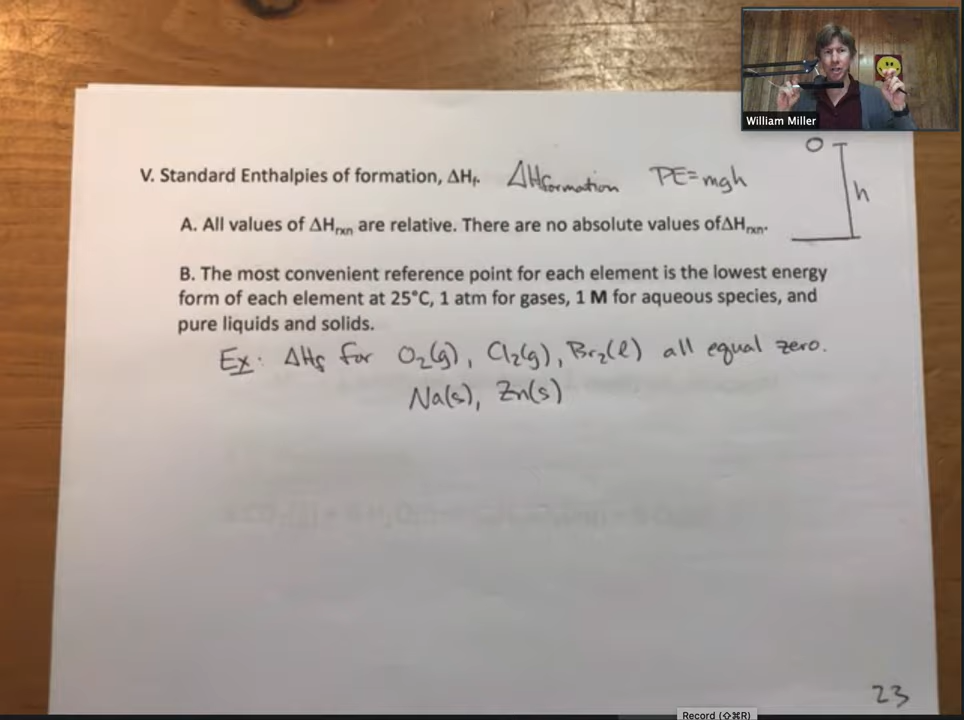 William Miller
V. Standard Enthalpies of formation, ΔHf. ΔHformation PE=mgh
h
A. All values of ΔHrxn are relative. There are no absolute values ofΔHrxn.
B. The most convenient reference point for each element is the lowest energy
form of each element at 25°C, 1 atm for gases, 1 M for aqueous species, and
pure liquids and solids.
Ex: ΔHf for O2(g), Cl2(g), Br2(l) all equal zero.
Na(s), Zn(s)
23
Record (⇧⌘R)